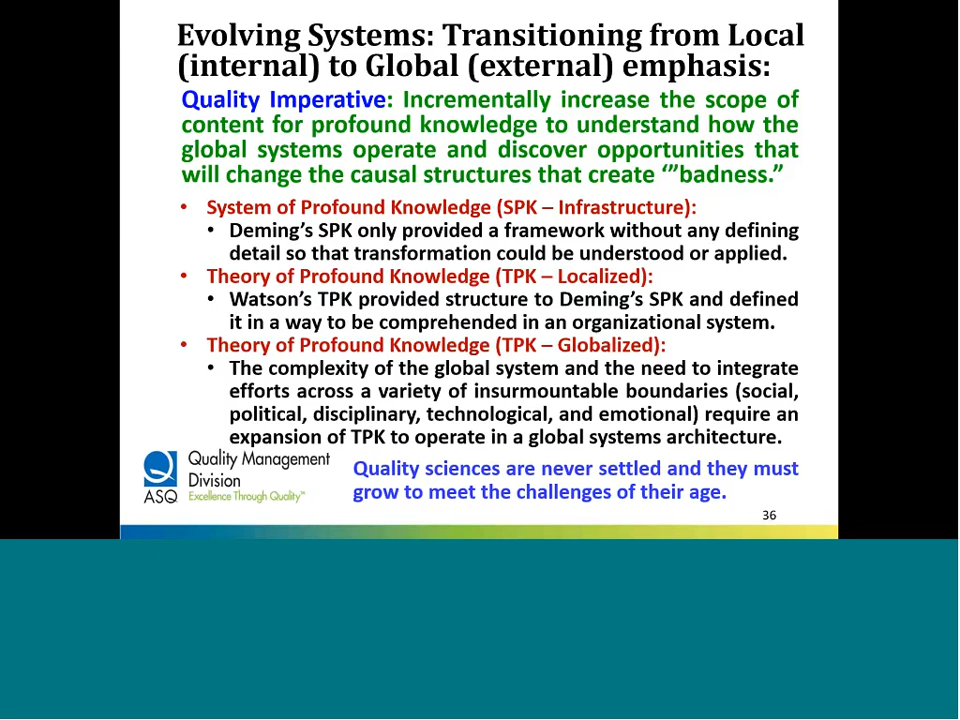 Evolving Systems: Transitioning from Local
(internal) to Global (external) emphasis:
Quality Imperative: Incrementally increase the scope of
content for profound knowledge to understand how the
global systems operate and discover opportunities that
will change the causal structures that create ‘”badness.”
• System of Profound Knowledge (SPK – Infrastructure):
• Deming’s SPK only provided a framework without any defining
detail so that transformation could be understood or applied.
• Theory of Profound Knowledge (TPK – Localized):
• Watson’s TPK provided structure to Deming’s SPK and defined
it in a way to be comprehended in an organizational system.
• Theory of Profound Knowledge (TPK – Globalized):
• The complexity of the global system and the need to integrate
efforts across a variety of insurmountable boundaries (social,
political, disciplinary, technological, and emotional) require an
expansion of TPK to operate in a global systems architecture.
Quality Management
Division
Excellence Through Quality™
ASQ
Quality sciences are never settled and they must
grow to meet the challenges of their age.
36